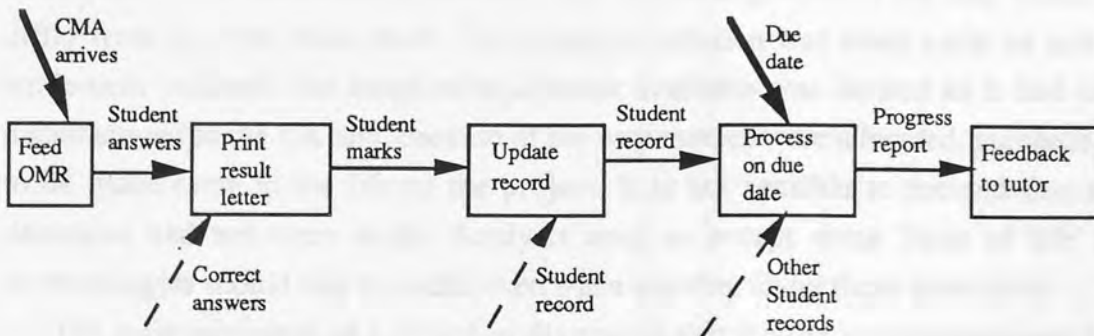 CMA
arrives
Due
date
Student
answers
Student
marks
Student
record
Progress
report
Feed
OMR
Print
result
letter
Update
record
Process
on due
date
Feedback
to tutor
Correct
answers
Student
record
Other
Student
records